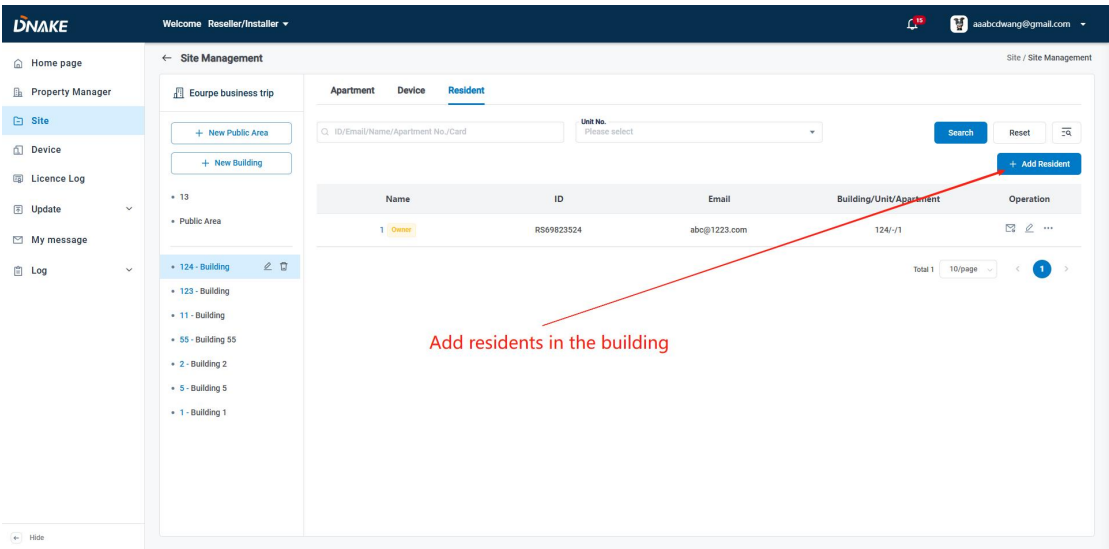 DNAKE
Welcome Reseller/Installer
15
aaabcdwang@gmail.com
Home page
Property Manager
Site
Device
Licence Log
Update
My message
Log
Hide
← Site Management
Site / Site Management
Eourpe business trip
+ New Public Area
+ New Building
• 13
• Public Area
• 124 - Building
• 123 - Building
• 11 - Building
• 55 - Building 55
• 2 - Building 2
• 5 - Building 5
• 1 - Building 1
Apartment Device Resident
ID/Email/Name/Apartment No./Card
Unit No.
Please select
Search
Reset
+ Add Resident
Name ID Email Building/Unit/Apartment Operation
1 Owner RS69823524 abc@1223.com 124/-/1 ...
Total 1 10/page < 1 >
Add residents in the building